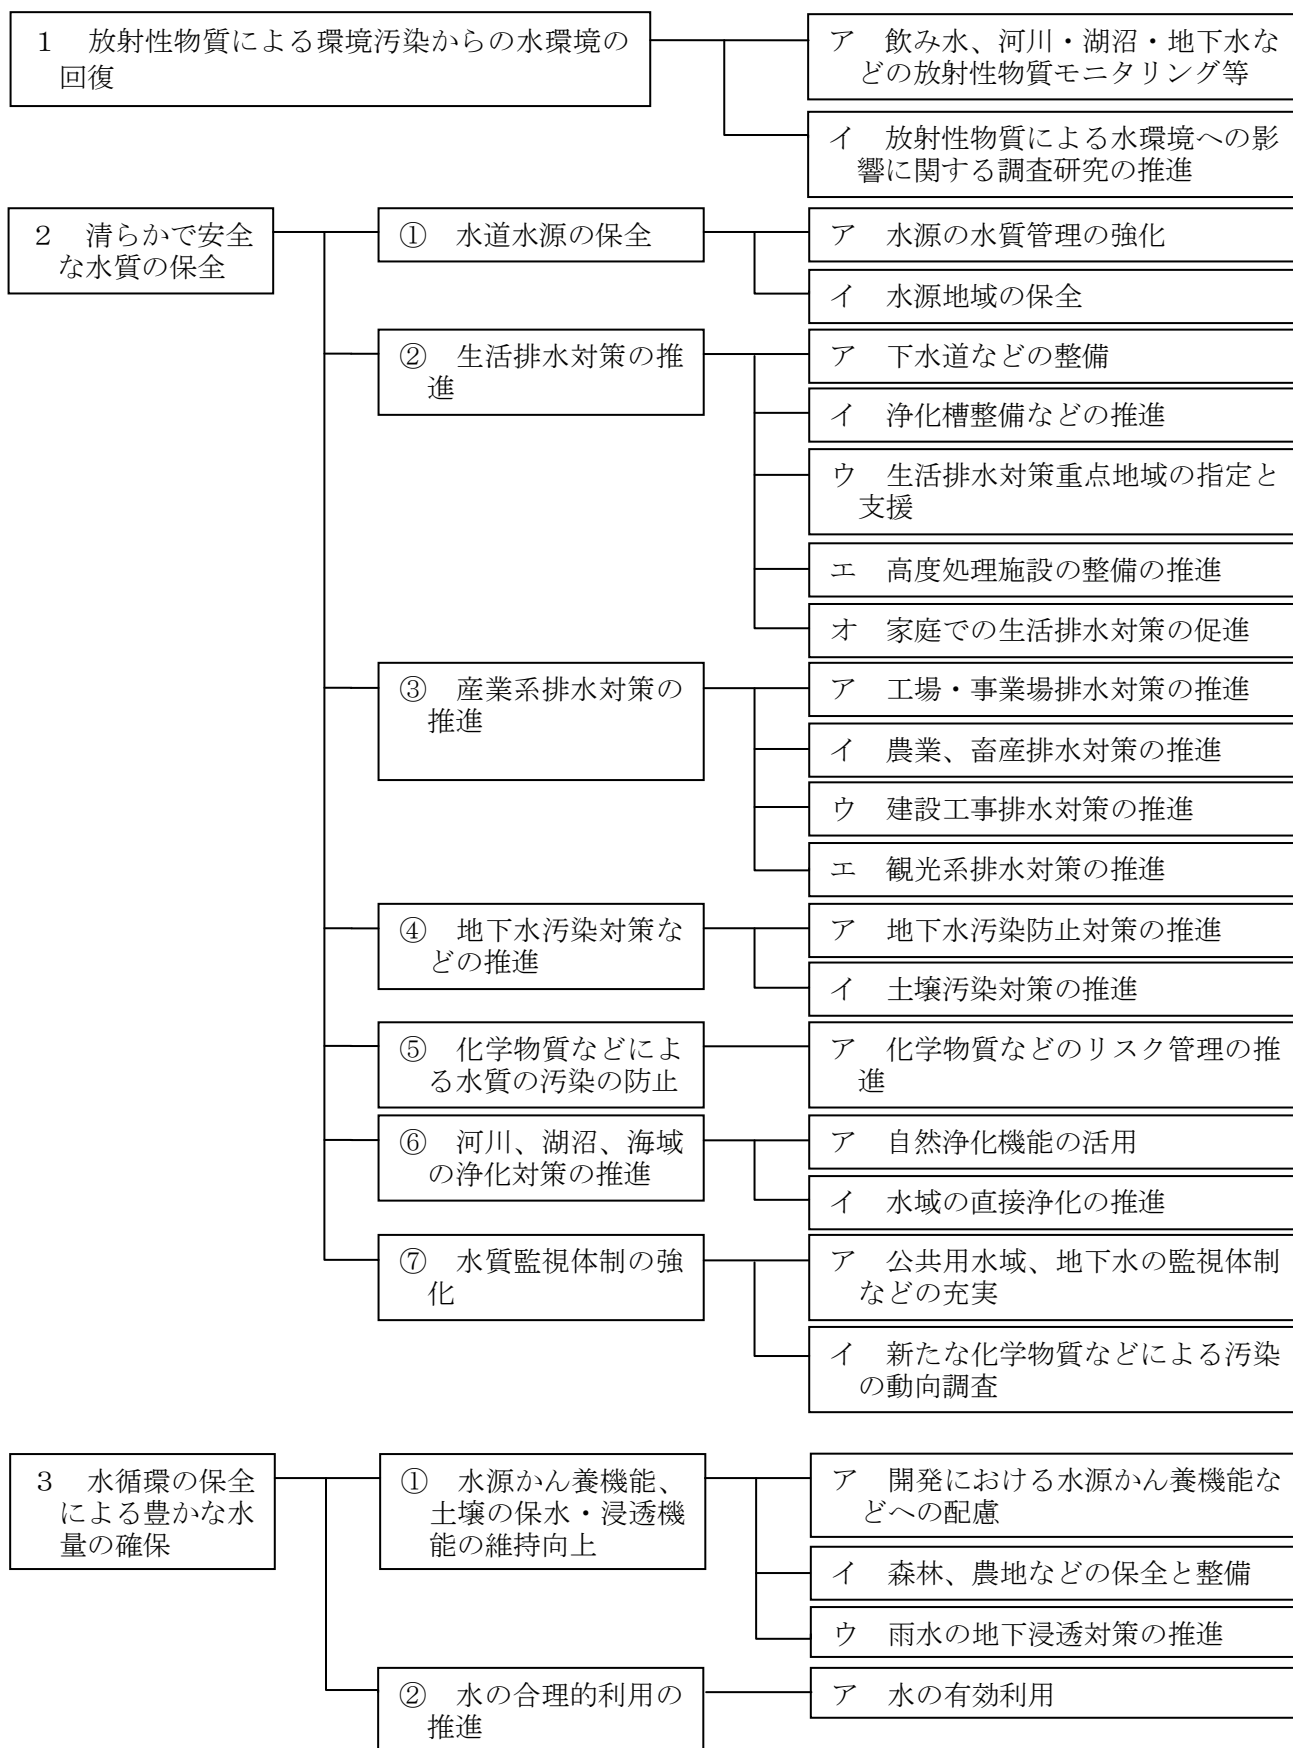 １　放射性物質による環境汚染からの水環境の
回復
ア　飲み水、河川・湖沼・地下水な
どの放射性物質モニタリング等
イ　放射性物質による水環境への影
響に関する調査研究の推進
２　清らかで安全
な水質の保全
①　水道水源の保全
ア　水源の水質管理の強化
イ　水源地域の保全
②　生活排水対策の推
進
ア　下水道などの整備
イ　浄化槽整備などの推進
ウ　生活排水対策重点地域の指定と
支援
エ　高度処理施設の整備の推進
オ　家庭での生活排水対策の促進
③　産業系排水対策の
推進
ア　工場・事業場排水対策の推進
イ　農業、畜産排水対策の推進
ウ　建設工事排水対策の推進
エ　観光系排水対策の推進
④　地下水汚染対策な
どの推進
ア　地下水汚染防止対策の推進
イ　土壌汚染対策の推進
⑤　化学物質などによ
る水質の汚染の防止
ア　化学物質などのリスク管理の推
進
⑥　河川、湖沼、海域
の浄化対策の推進
ア　自然浄化機能の活用
イ　水域の直接浄化の推進
⑦　水質監視体制の強
化
ア　公共用水域、地下水の監視体制
などの充実
イ　新たな化学物質などによる汚染
の動向調査
３　水循環の保全
による豊かな水
量の確保
①　水源かん養機能、
土壌の保水・浸透機
能の維持向上
ア　開発における水源かん養機能な
どへの配慮
イ　森林、農地などの保全と整備
ウ　雨水の地下浸透対策の推進
②　水の合理的利用の
推進
ア　水の有効利用